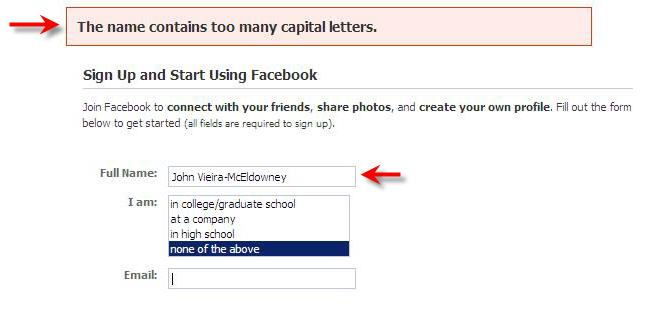 The name contains too many capital letters.
Sign Up and Start Using Facebook
Join Facebook to connect with your friends, share photos, and create your own profile. Fill out the form
below to get started (all fields are required to sign up).
Full Name: John Vieira-McEldowney
I am: in college/graduate school
at a company
in high school
none of the above
Email: